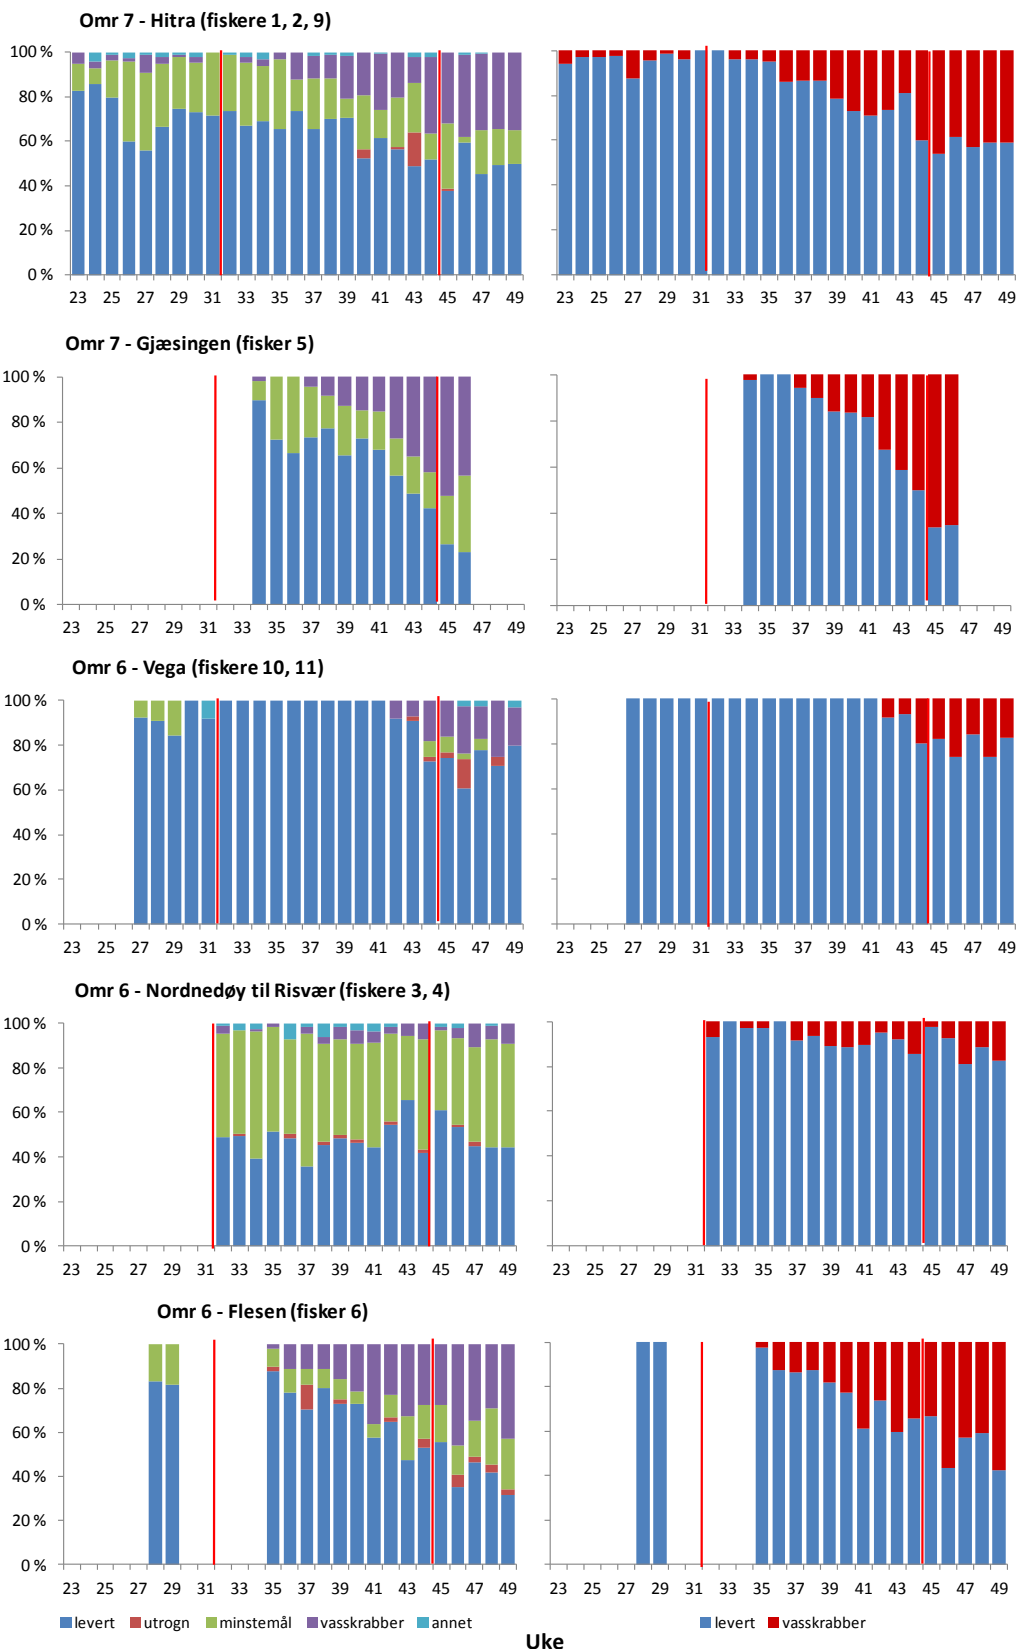 Omr 7 - Hitra (fiskere 1, 2, 9)
100 %
80 %
60 %
40 %
20 %
0 %
23 25 27 29 31 33 35 37 39 41 43 45 47 49
23 25 27 29 31 33 35 37 39 41 43 45 47 49
Omr 7 - Gjæsingen (fisker 5)
100 %
80 %
60 %
40 %
20 %
0 %
23 25 27 29 31 33 35 37 39 41 43 45 47 49
23 25 27 29 31 33 35 37 39 41 43 45 47 49
Omr 6 - Vega (fiskere 10, 11)
100 %
80 %
60 %
40 %
20 %
0 %
23 25 27 29 31 33 35 37 39 41 43 45 47 49
23 25 27 29 31 33 35 37 39 41 43 45 47 49
Omr 6 - Nordnedøy til Risvær (fiskere 3, 4)
100 %
80 %
60 %
40 %
20 %
0 %
23 25 27 29 31 33 35 37 39 41 43 45 47 49
23 25 27 29 31 33 35 37 39 41 43 45 47 49
Omr 6 - Flesen (fisker 6)
100 %
80 %
60 %
40 %
20 %
0 %
23 25 27 29 31 33 35 37 39 41 43 45 47 49
23 25 27 29 31 33 35 37 39 41 43 45 47 49
levert utrogn minstemål vasskrabber annet
levert vasskrabber
Uke